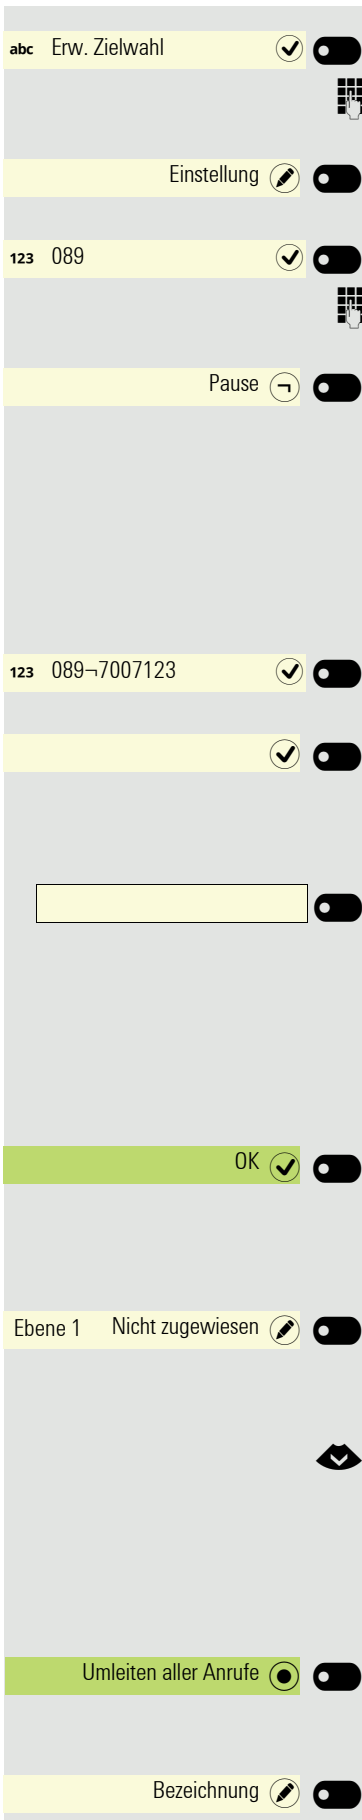 abc Erw. Zielwahl
Einstellung
123 089
Pause ¬
123 089¬7007123
OK
Ebene 1 Nicht zugewiesen
Umleiten aller Anrufe
Bezeichnung